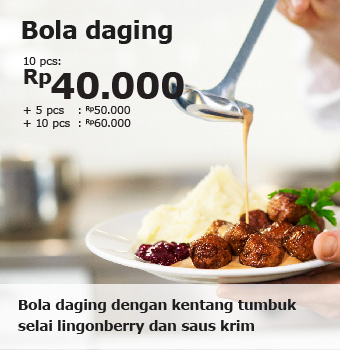 Bola daging
10 pcs:
Rp40.000
+ 5 pcs : Rp50.000
+ 10 pcs : Rp60.000
Bola daging dengan kentang tumbuk
selai lingonberry dan saus krim